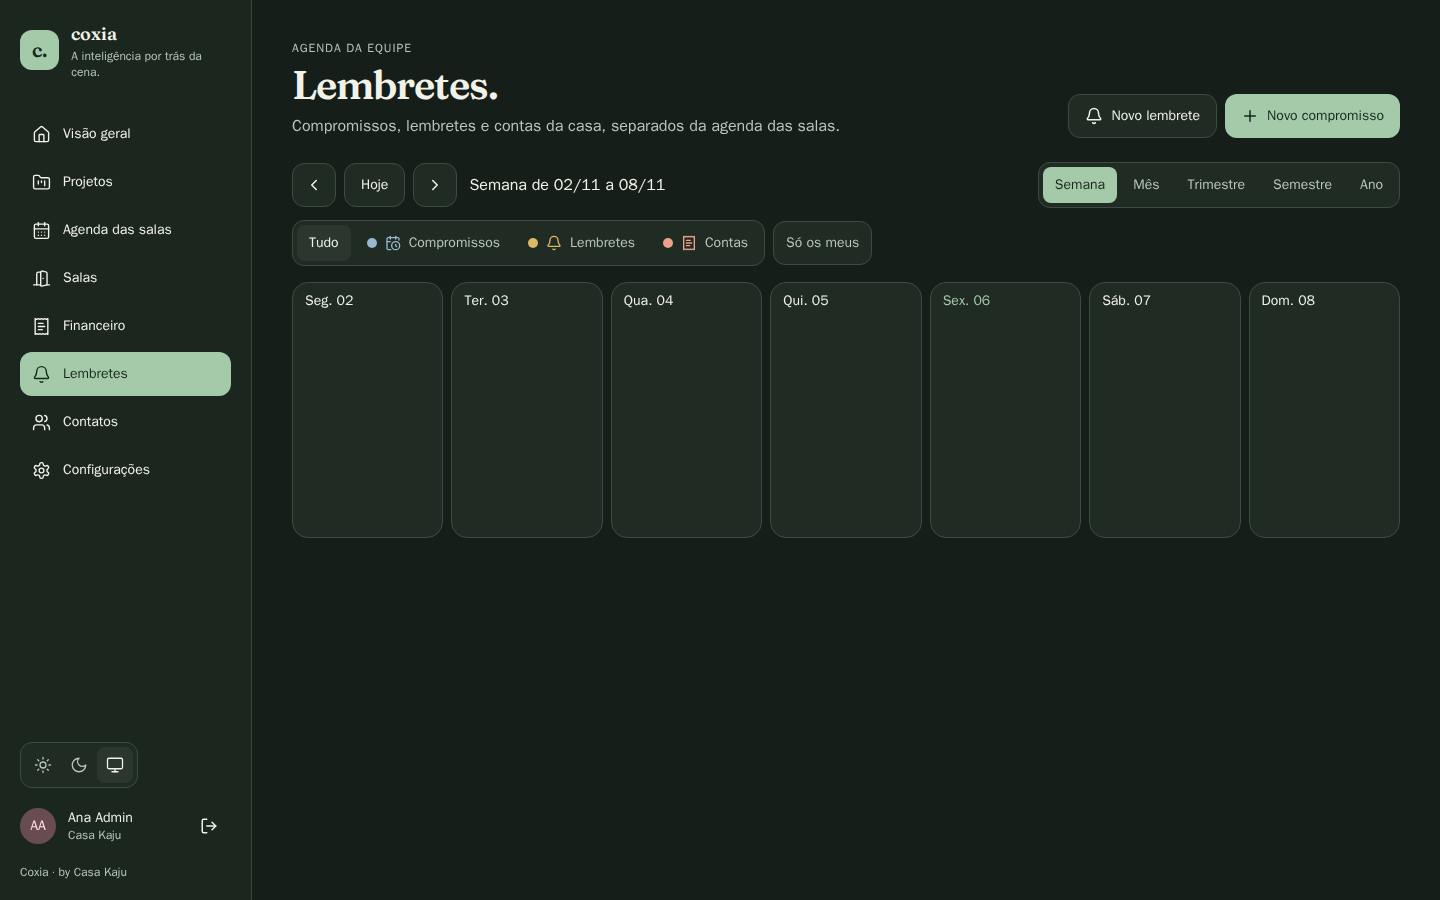 c.
coxia
A inteligência por trás da
cena.
Visão geral
Projetos
Agenda das salas
Salas
Financeiro
Lembretes
Contatos
Configurações
AA
Ana Admin
Casa Kaju
Coxia · by Casa Kaju
AGENDA DA EQUIPE
Lembretes.
Compromissos, lembretes e contas da casa, separados da agenda das salas.
Novo lembrete
Novo compromisso
Hoje
Semana de 02/11 a 08/11
Semana
Mês
Trimestre
Semestre
Ano
Tudo
Compromissos
Lembretes
Contas
Só os meus
Seg. 02
Ter. 03
Qua. 04
Qui. 05
Sex. 06
Sáb. 07
Dom. 08